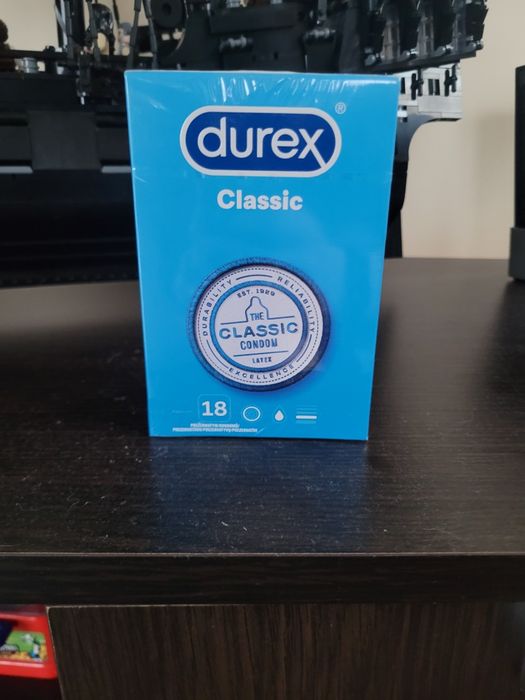 durex®
Classic
DURABILITY RELIABILITY
EST. 1929
THE
CLASSIC
CONDOM
LATEX
EXCELLENCE
18